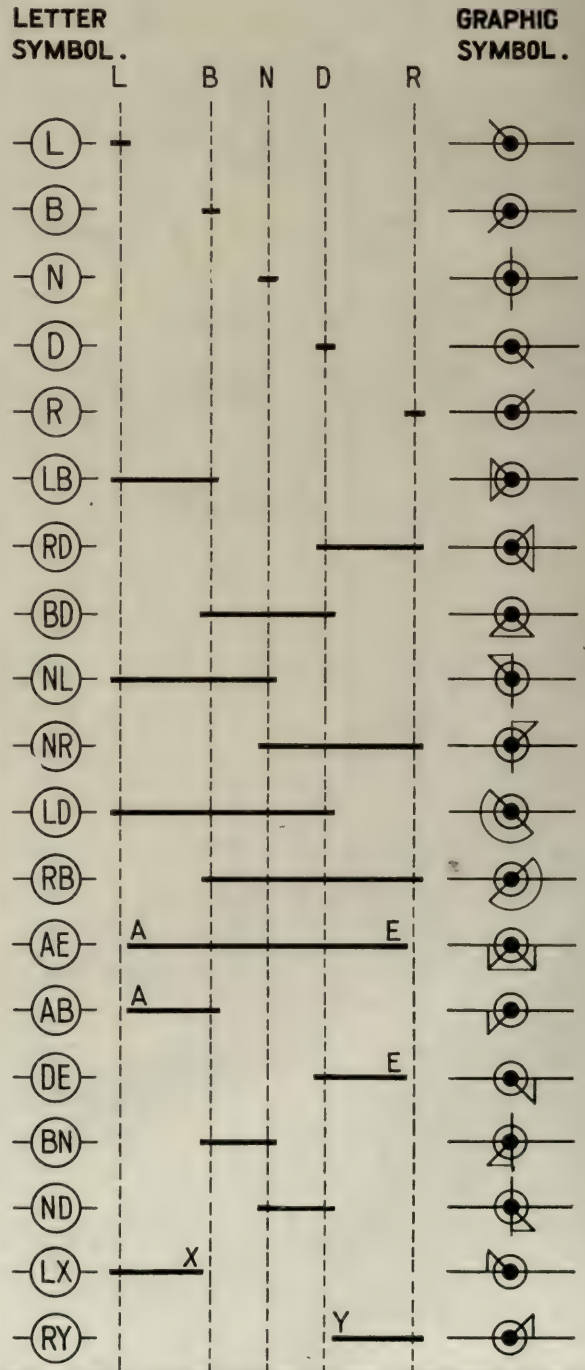 LETTER GRAPHIC
SYMBOL. SYMBOL.
L B N D R
L
B
N
D
R
LB
RD
BD
NL
NR
LD
RB
AE A E
AB A
DE E
BN
ND
LX X
RY Y